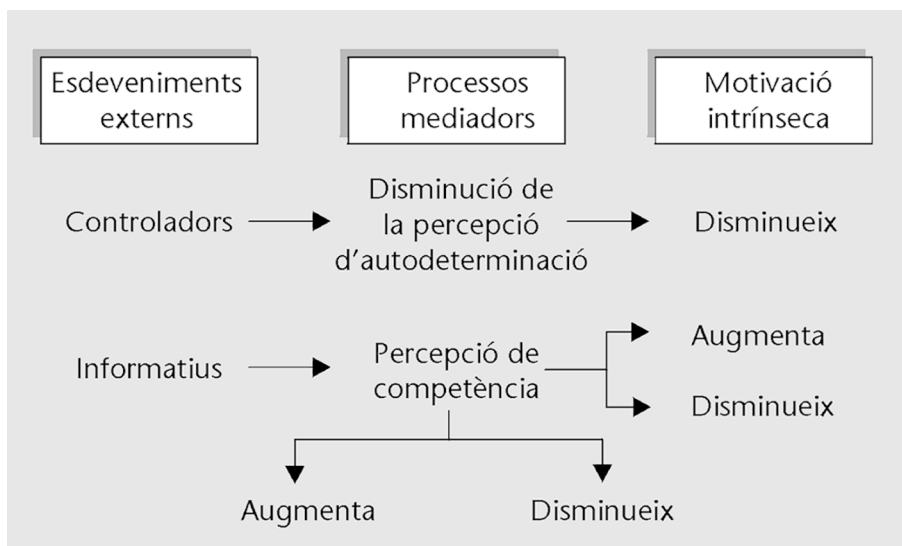 Esdeveniments
externs
Processos
mediadors
Motivació
intrínseca
Controladors
Disminució de
la percepció
d'autodeterminació
Disminueix
Informatius
Percepció de
competència
Augmenta
Disminueix
Augmenta
Disminueix